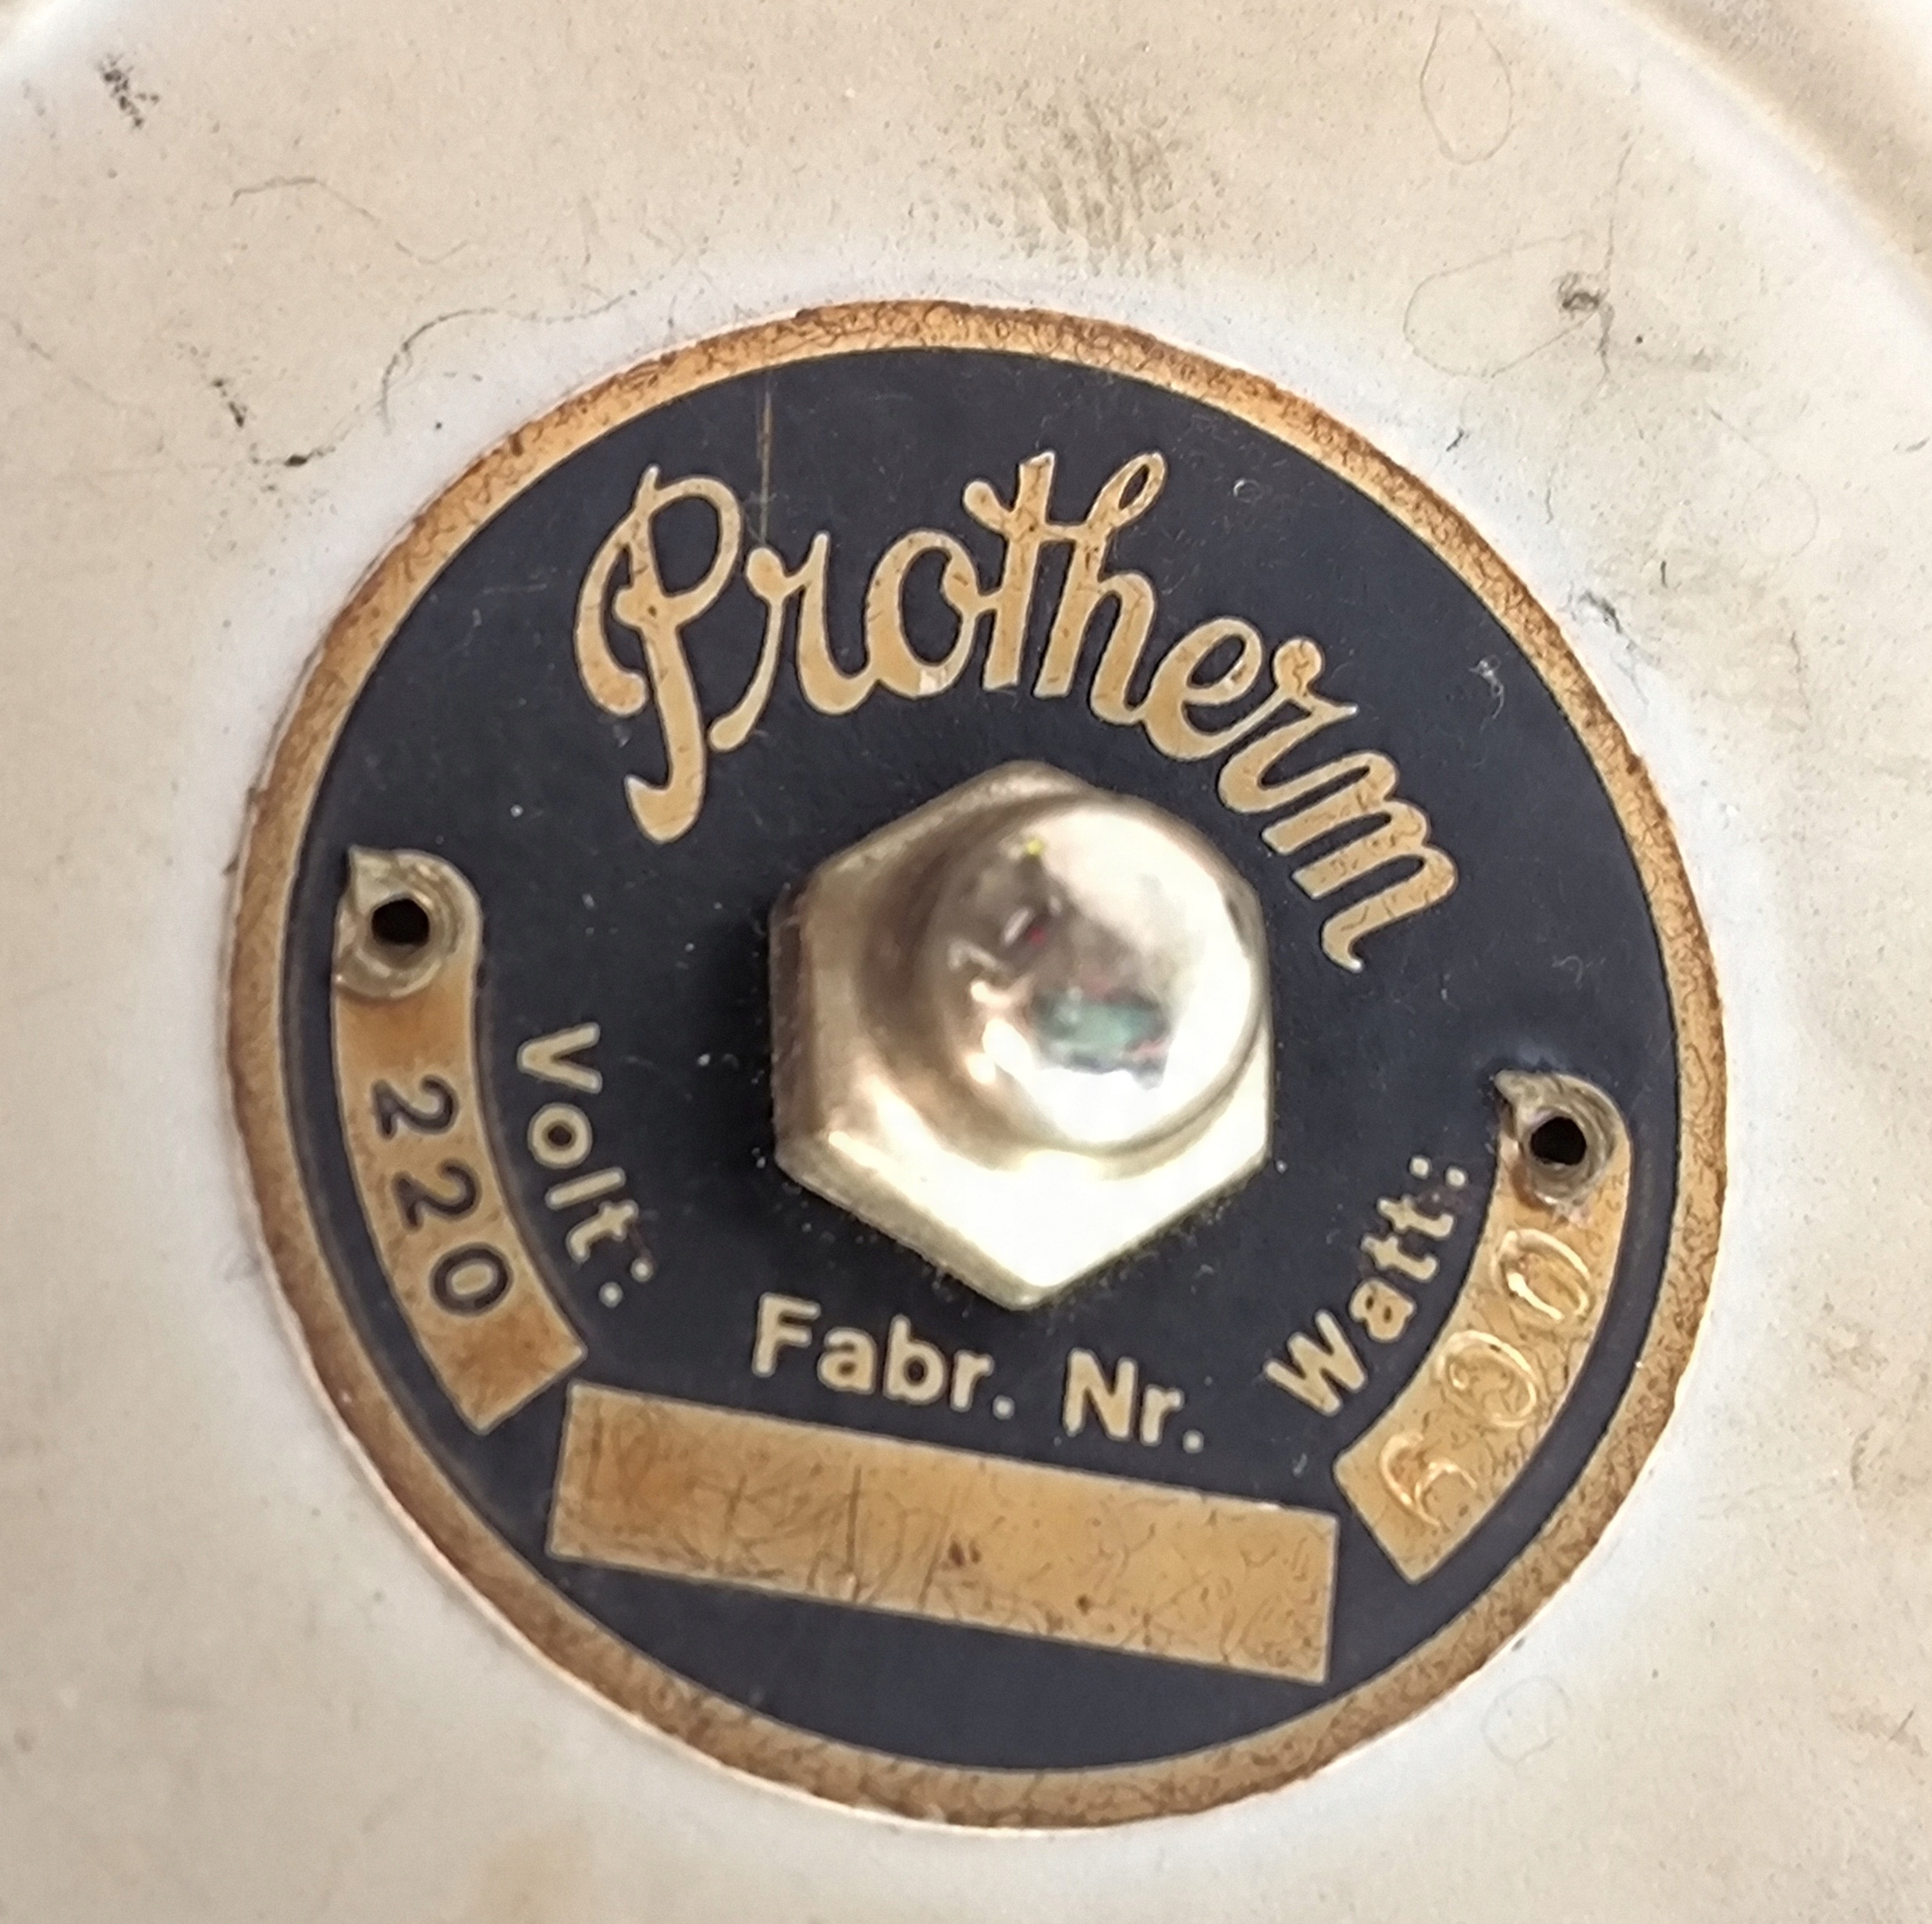 Protherm
Volt: 220
Fabr. Nr.
Watt: 600